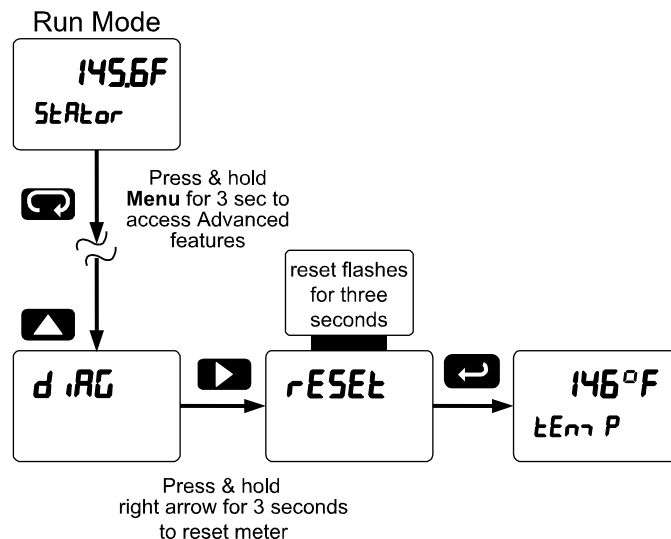 Run Mode
145.6F
StAtor
Press & hold
Menu for 3 sec to
access Advanced
features
reset flashes
for three
seconds
diAG
rESEt
146°F
tEmP
Press & hold
right arrow for 3 seconds
to reset meter